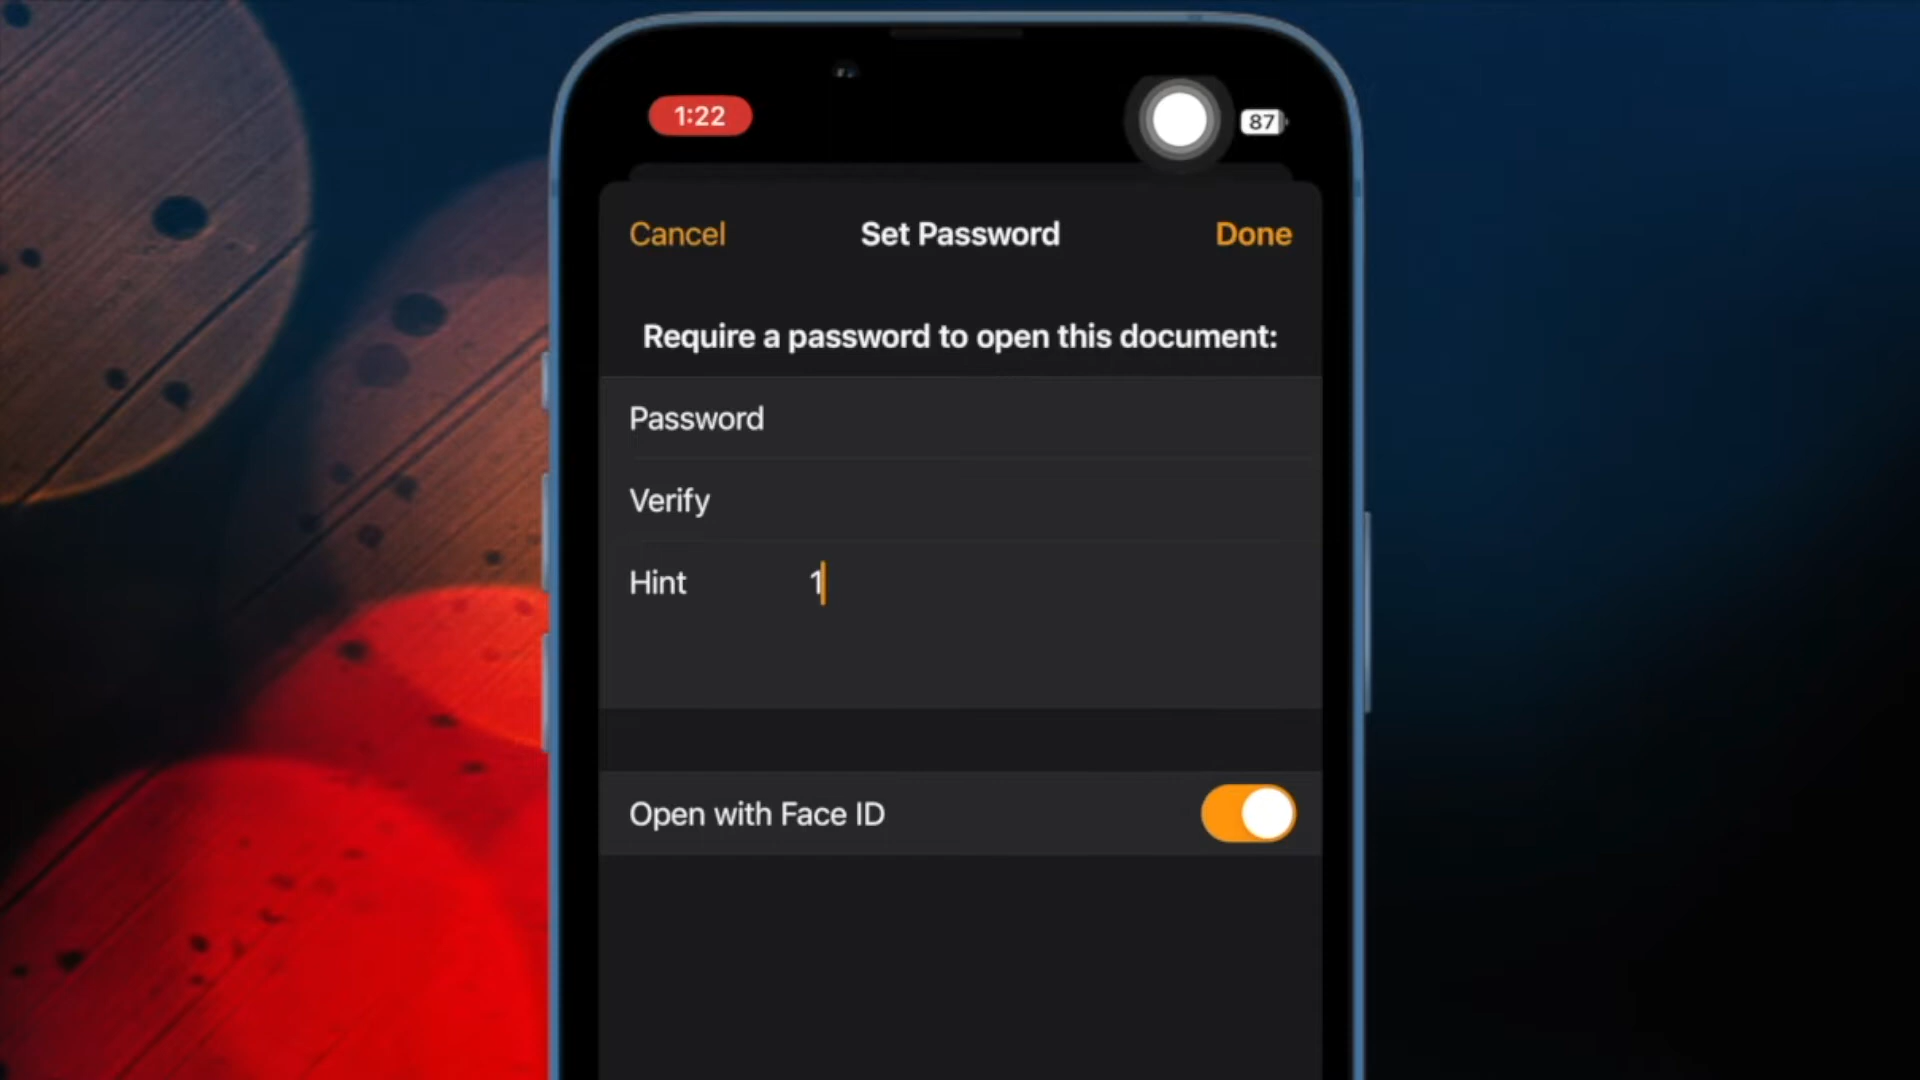 1:22
87
Cancel
Set Password
Done
Require a password to open this document:
Password
Verify
Hint
1
Open with Face ID